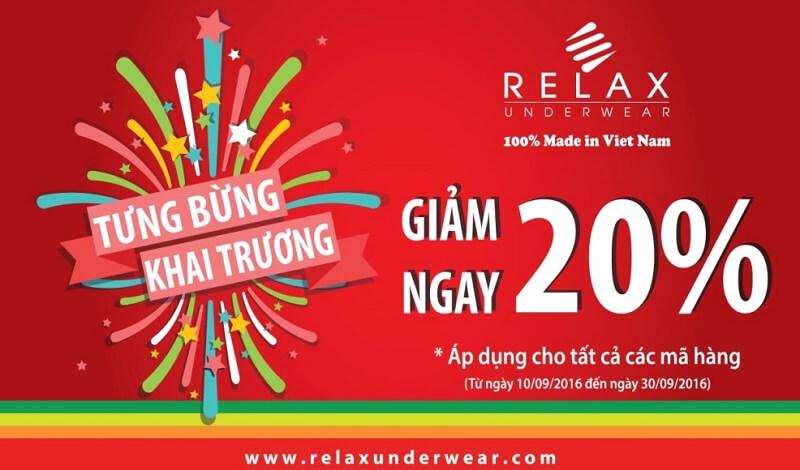 RELAX
UNDERWEAR
100% Made in Viet Nam
TƯNG BỪNG
KHAI TRƯƠNG
GIẢM
NGAY
20%
* Áp dụng cho tất cả các mã hàng
(Từ ngày 10/09/2016 đến ngày 30/09/2016)
www.relaxunderwear.com